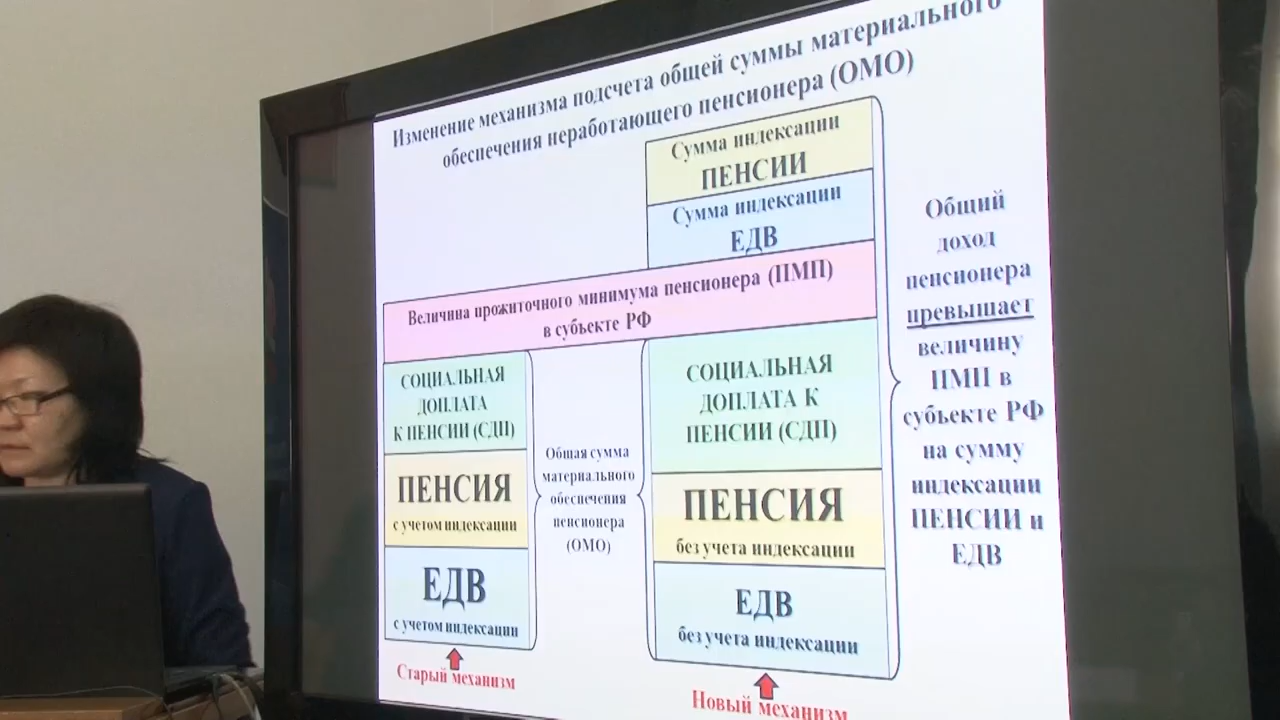 Изменение механизма подсчета общей суммы материального
обеспечения неработающего пенсионера (ОМО)
Сумма индексации
ПЕНСИИ
Сумма индексации
ЕДВ
Величина прожиточного минимума пенсионера (ПМП)
в субъекте РФ
СОЦИАЛЬНАЯ
ДОПЛАТА
К ПЕНСИИ (СДП)
ПЕНСИЯ
с учетом индексации
ЕДВ
с учетом индексации
Старый механизм
Общая сумма
материального
обеспечения
пенсионера
(ОМО)
СОЦИАЛЬНАЯ
ДОПЛАТА К
ПЕНСИИ (СДП)
ПЕНСИЯ
без учета индексации
ЕДВ
без учета индексации
Новый механизм
Общий
доход
пенсионера
превышает
величину
ПМП в
субъекте РФ
на сумму
индексации
ПЕНСИИ и
ЕДВ